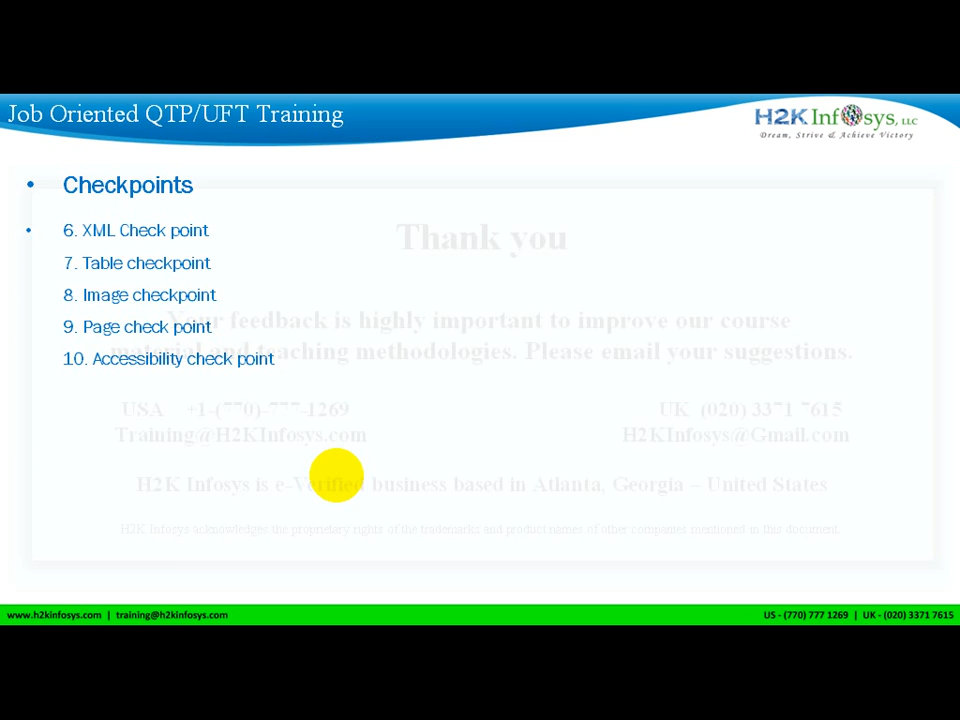 Job Oriented QTP/UFT Training
H2K Infosys, LLC
Dream, Strive & Achieve Victory
• Checkpoints
• 6. XML Check point
7. Table checkpoint
8. Image checkpoint
9. Page check point
10. Accessibility check point
Thank you
Your feedback is highly important to improve our course
material and teaching methodologies. Please email your suggestions.
USA +1-(770)-777-1269
UK (020) 3371 7615
Training@H2KInfosys.com
H2KInfosys@Gmail.com
H2K Infosys is e-Verified business based in Atlanta, Georgia – United States
H2K Infosys acknowledges the proprietary rights of the trademarks and product names of other companies mentioned in this document.
www.h2kinfosys.com | training@h2kinfosys.com
US - (770) 777 1269 | UK - (020) 3371 7615